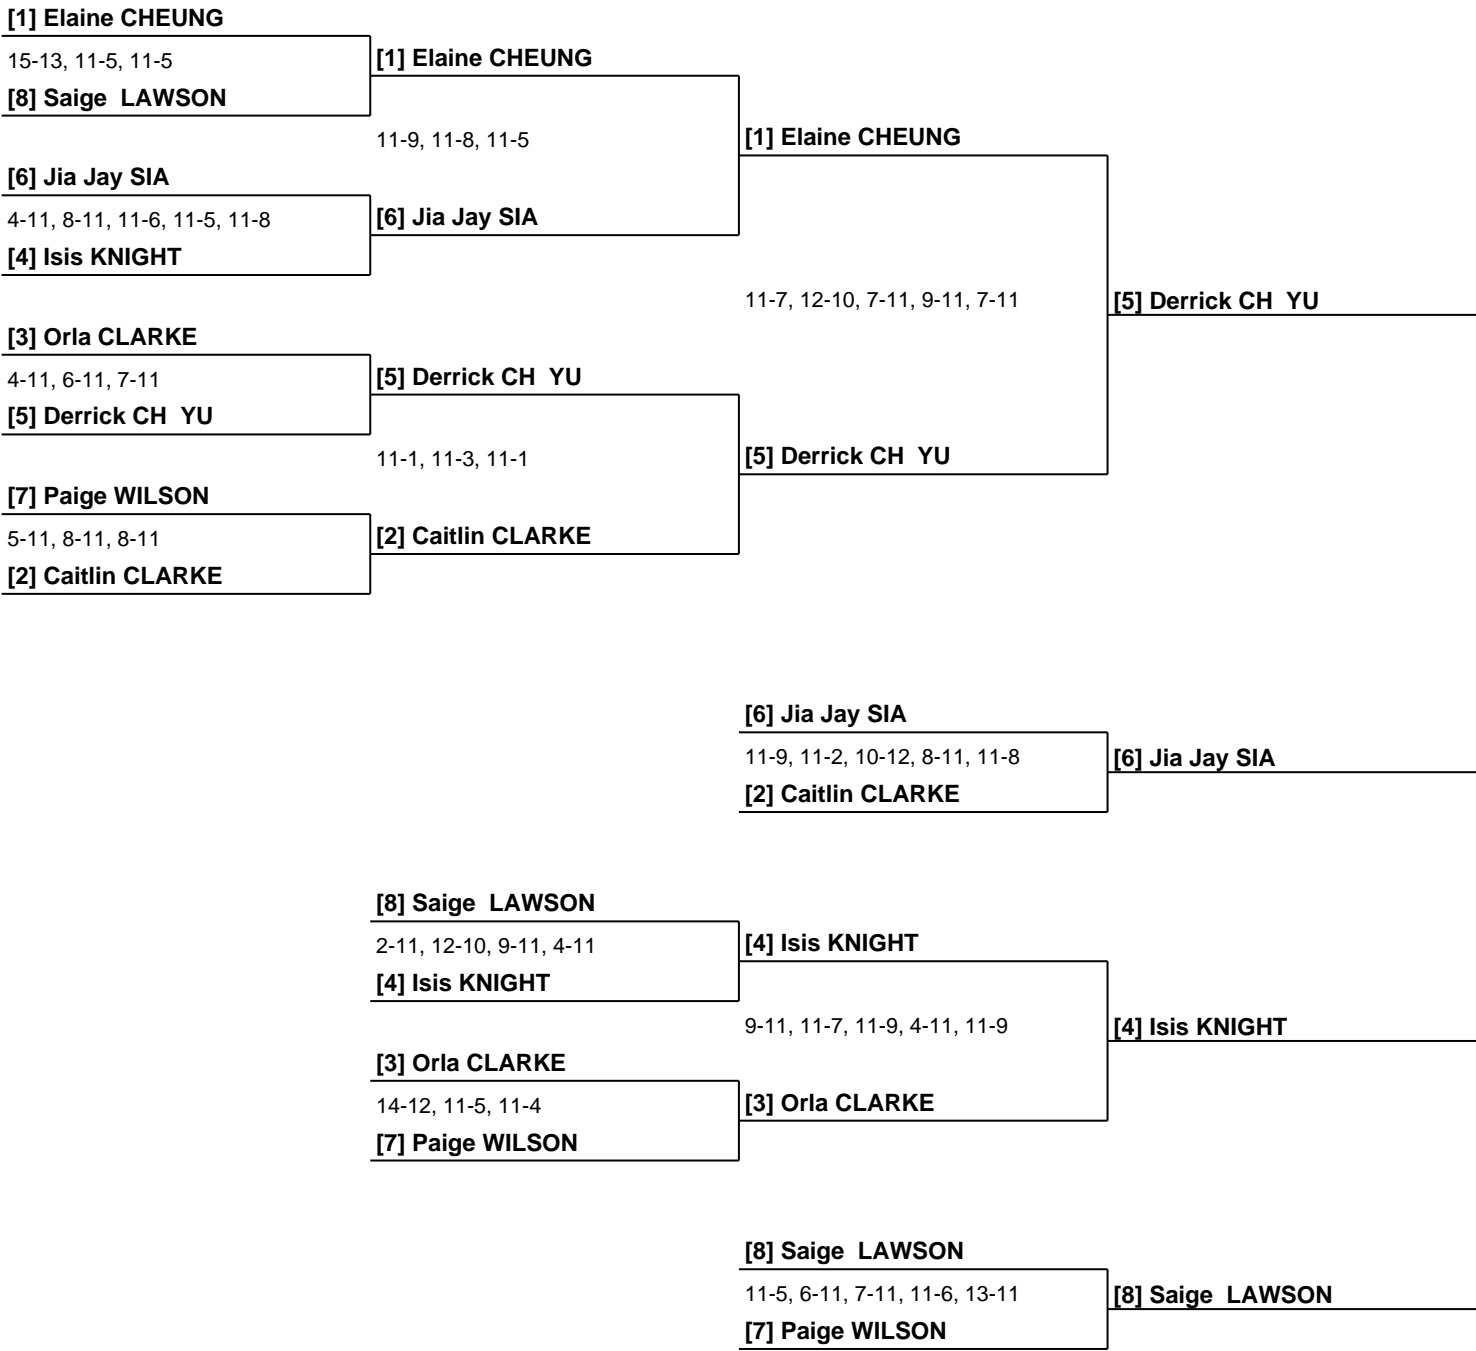 [1] Elaine CHEUNG
15-13, 11-5, 11-5
[8] Saige  LAWSON
[6] Jia Jay SIA
4-11, 8-11, 11-6, 11-5, 11-8
[4] Isis KNIGHT
[3] Orla CLARKE
4-11, 6-11, 7-11
[5] Derrick CH  YU
[7] Paige WILSON
5-11, 8-11, 8-11
[2] Caitlin CLARKE
[1] Elaine CHEUNG
11-9, 11-8, 11-5
[6] Jia Jay SIA
[5] Derrick CH  YU
11-1, 11-3, 11-1
[2] Caitlin CLARKE
[1] Elaine CHEUNG
11-7, 12-10, 7-11, 9-11, 7-11
[5] Derrick CH  YU
[5] Derrick CH  YU
[6] Jia Jay SIA
11-9, 11-2, 10-12, 8-11, 11-8
[2] Caitlin CLARKE
[6] Jia Jay SIA
[8] Saige  LAWSON
2-11, 12-10, 9-11, 4-11
[4] Isis KNIGHT
[3] Orla CLARKE
14-12, 11-5, 11-4
[7] Paige WILSON
[4] Isis KNIGHT
9-11, 11-7, 11-9, 4-11, 11-9
[3] Orla CLARKE
[4] Isis KNIGHT
[8] Saige  LAWSON
11-5, 6-11, 7-11, 11-6, 13-11
[7] Paige WILSON
[8] Saige  LAWSON